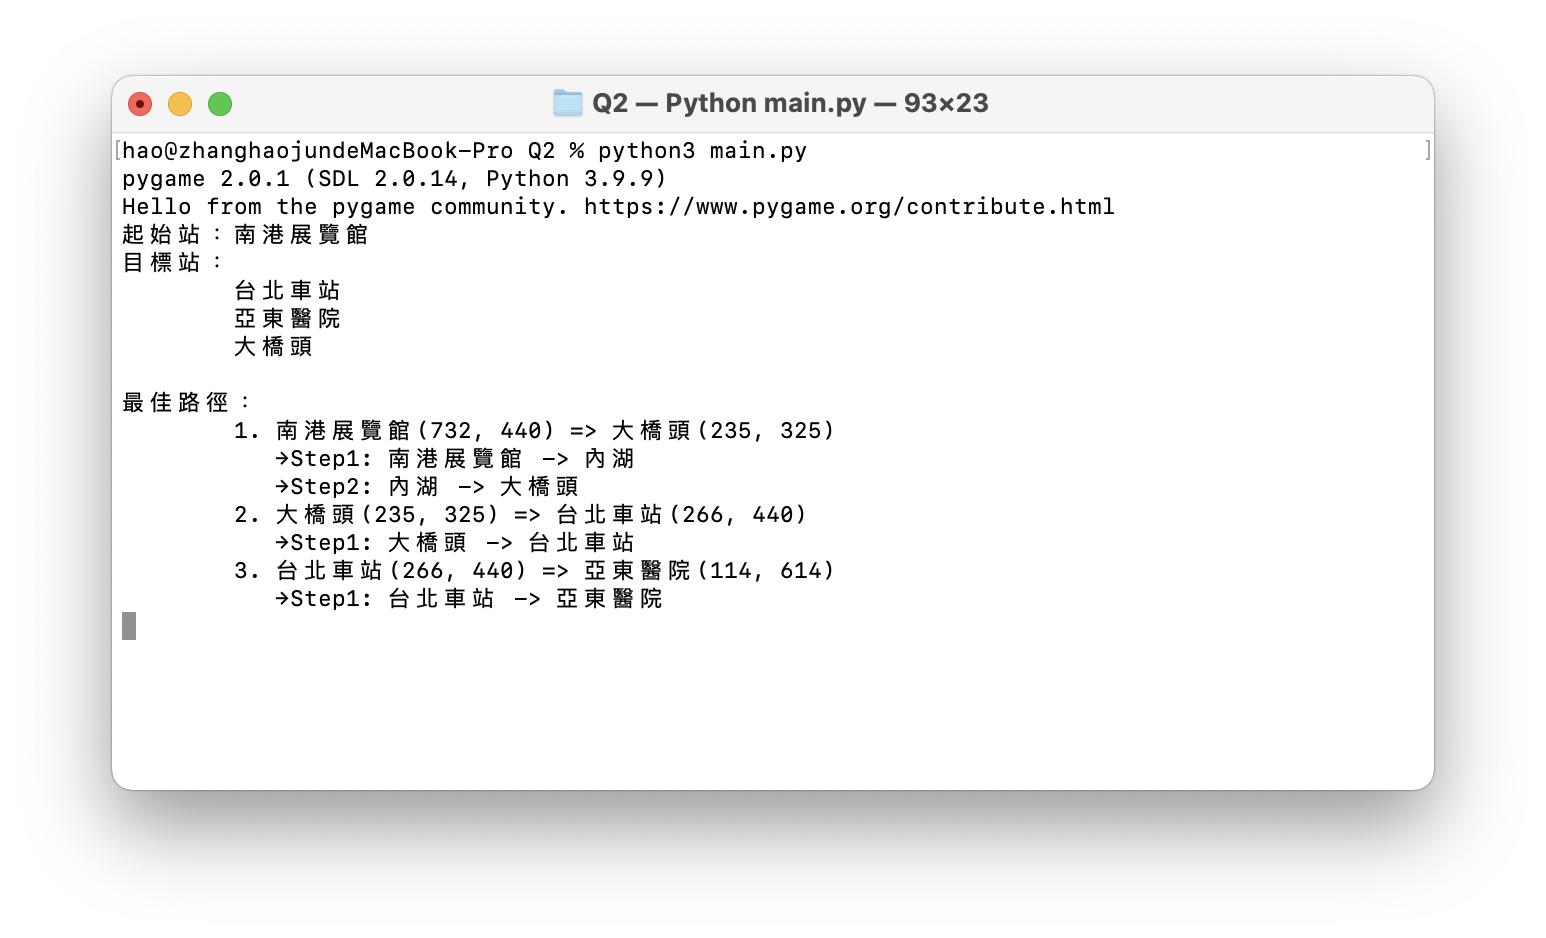 Q2 — Python main.py — 93×23
[hao@zhanghaojundeMacBook-Pro Q2 % python3 main.py ]
pygame 2.0.1 (SDL 2.0.14, Python 3.9.9)
Hello from the pygame community. https://www.pygame.org/contribute.html
起始站：南港展覽館
目標站：
台北車站
亞東醫院
大橋頭
最佳路徑：
1. 南港展覽館(732, 440) => 大橋頭(235, 325)
→Step1: 南港展覽館 -> 內湖
→Step2: 內湖 -> 大橋頭
2. 大橋頭(235, 325) => 台北車站(266, 440)
→Step1: 大橋頭 -> 台北車站
3. 台北車站(266, 440) => 亞東醫院(114, 614)
→Step1: 台北車站 -> 亞東醫院